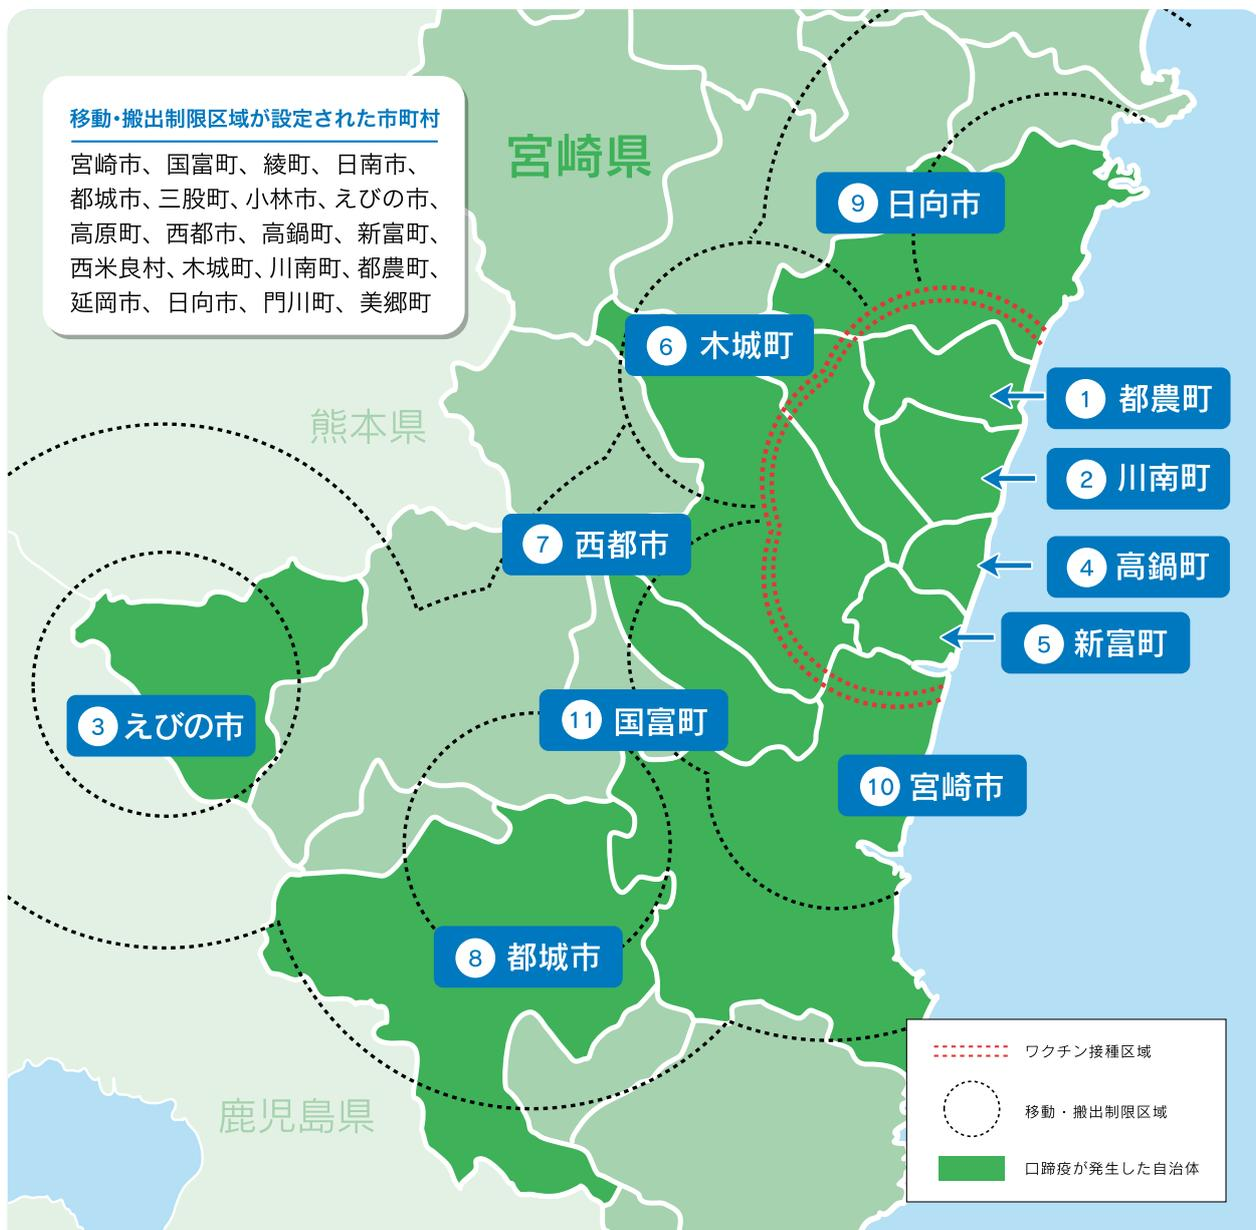 移動・搬出制限区域が設定された市町村
宮崎市、国富町、綾町、日南市、
都城市、三股町、小林市、えびの市、
高原町、西都市、高鍋町、新富町、
西米良村、木城町、川南町、都農町、
延岡市、日向市、門川町、美郷町
宮崎県
9 日向市
6 木城町
1 都農町
熊本県
2 川南町
7 西都市
4 高鍋町
5 新富町
3 えびの市
11 国富町
10 宮崎市
8 都城市
鹿児島県
ワクチン接種区域
移動・搬出制限区域
口蹄疫が発生した自治体